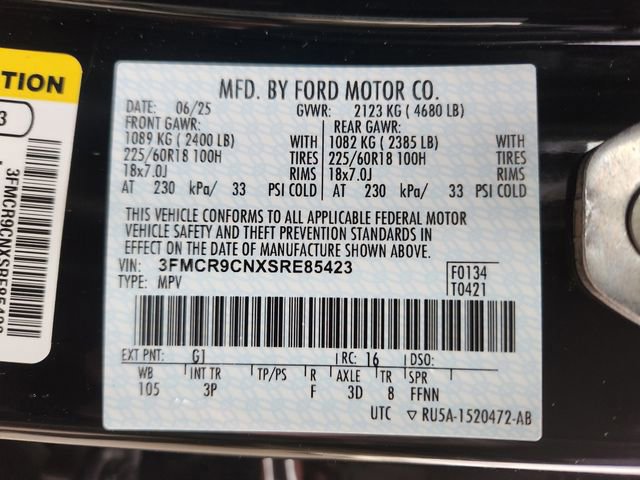 TION
3
3FMCR9CNXSRE85423
MFD. BY FORD MOTOR CO.
DATE: 06/25 GVWR: 2123 KG ( 4680 LB)
FRONT GAWR: REAR GAWR:
1089 KG ( 2400 LB) WITH 1082 KG ( 2385 LB) WITH
225/60R18 100H TIRES 225/60R18 100H TIRES
18x7.0J RIMS 18x7.0J RIMS
AT 230 kPa/ 33 PSI COLD AT 230 kPa/ 33 PSI COLD
THIS VEHICLE CONFORMS TO ALL APPLICABLE FEDERAL MOTOR
VEHICLE SAFETY AND THEFT PREVENTION STANDARDS IN
EFFECT ON THE DATE OF MANUFACTURE SHOWN ABOVE.
VIN: 3FMCR9CNXSRE85423 F0134
TYPE: MPV T0421
EXT PNT: G1 RC: 16 DSO:
WB INT TR TP/PS R AXLE TR SPR
105 3P F 3D 8 FFNN
UTC ▽ RU5A-1520472-AB